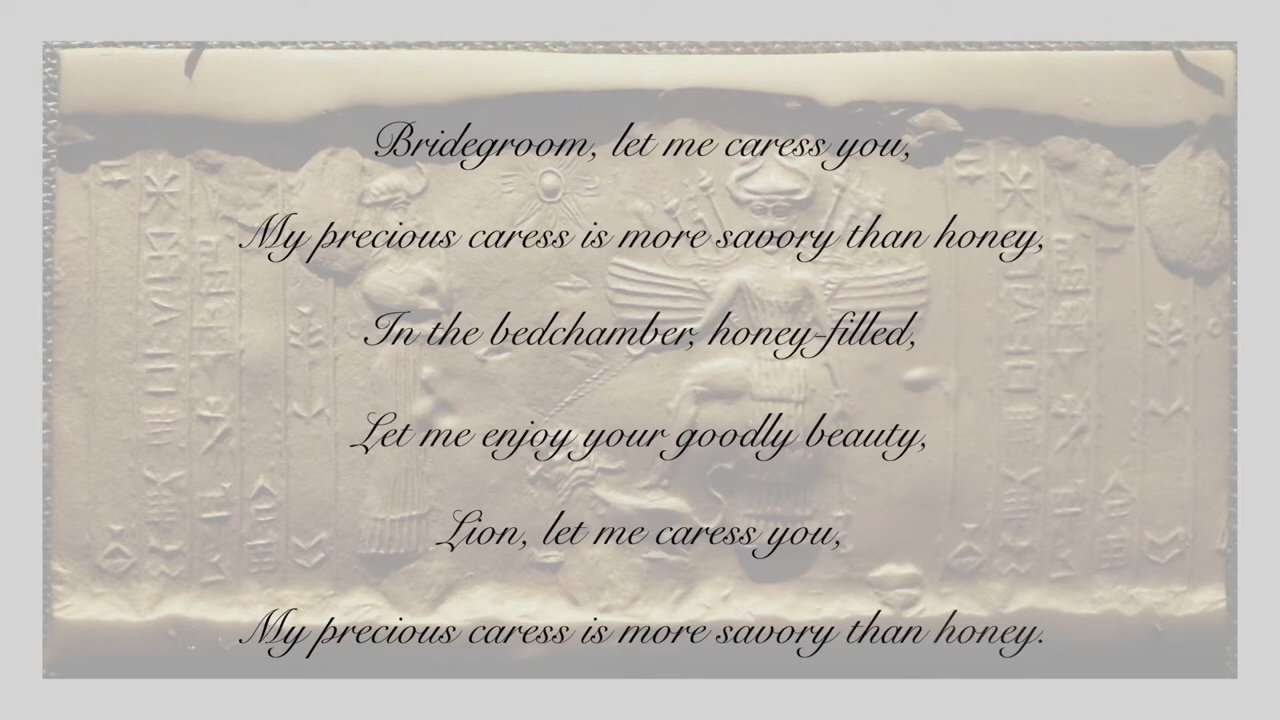 Bridegroom, let me caress you,
My precious caress is more savory than honey,
In the bedchamber, honey-filled,
Let me enjoy your goodly beauty,
Lion, let me caress you,
My precious caress is more savory than honey.